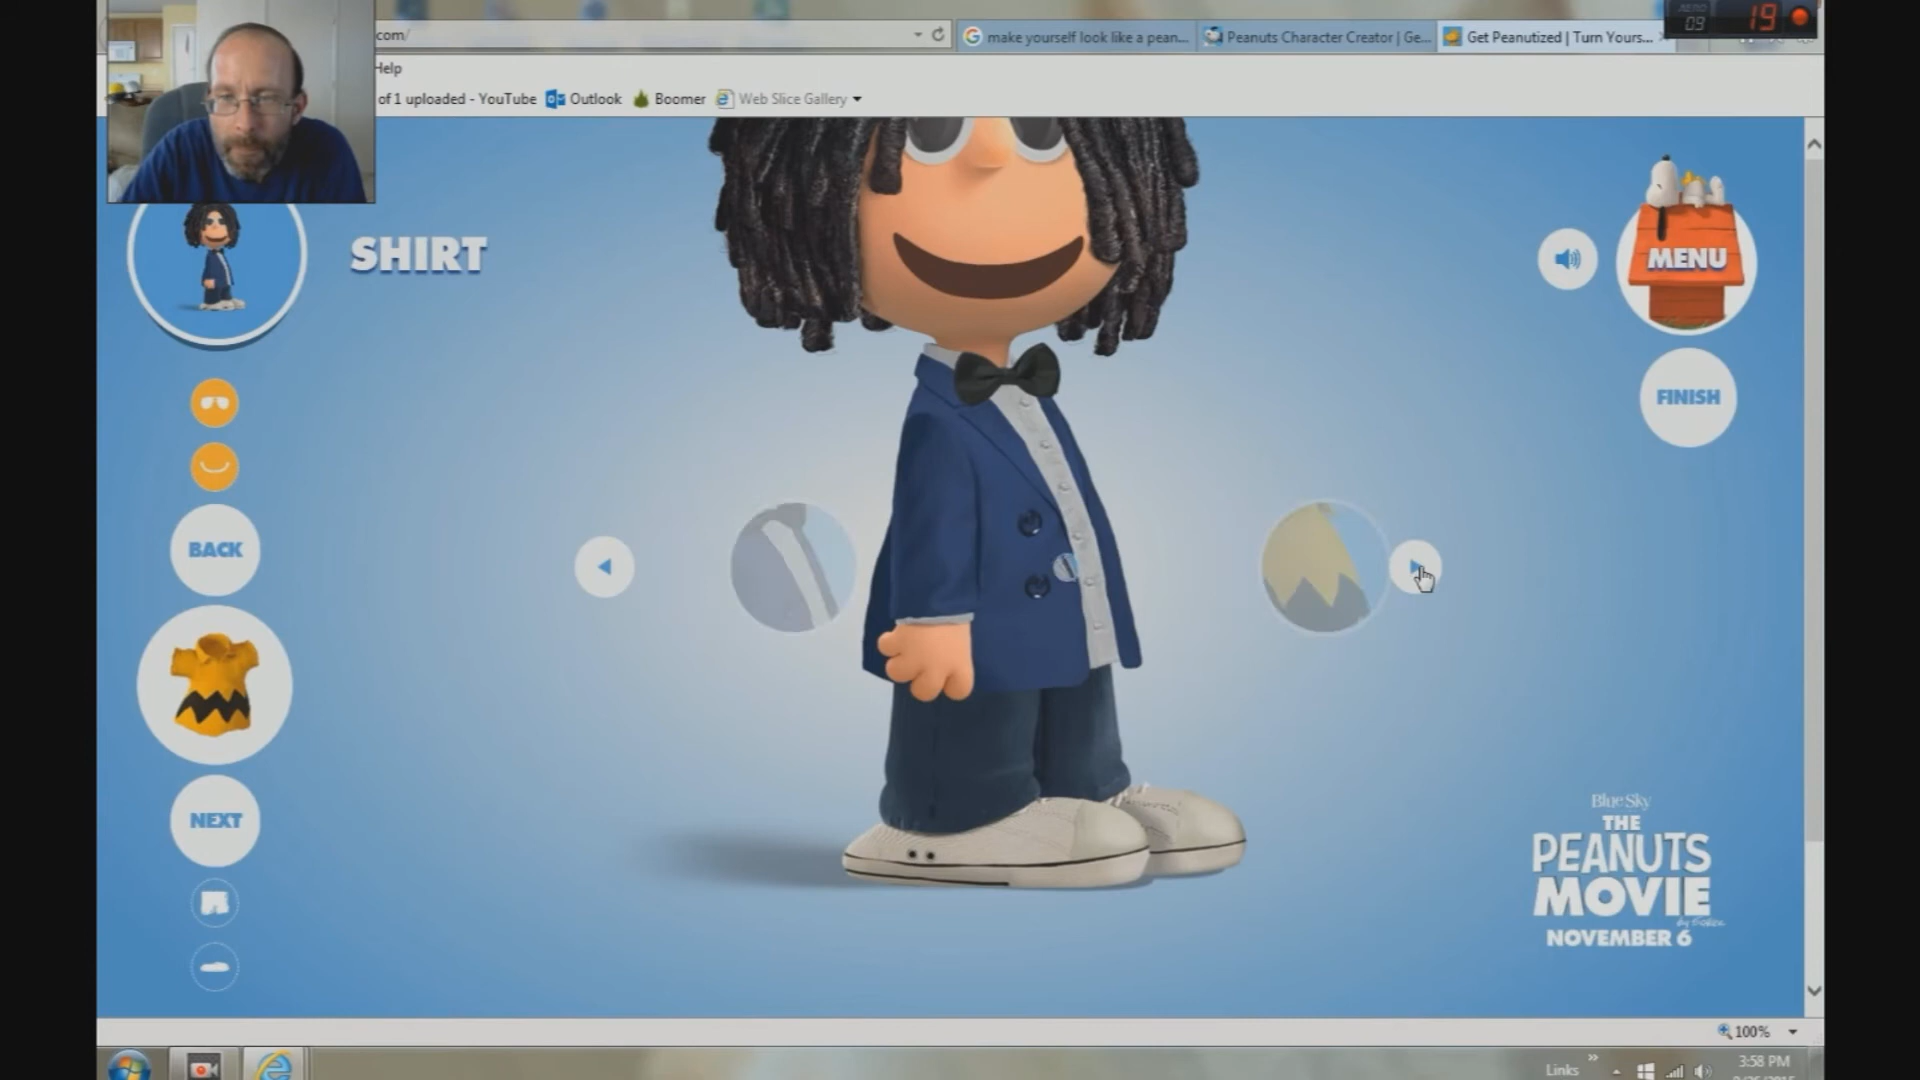 09
19
com/
make yourself look like a pean...
Peanuts Character Creator | Ge...
Get Peanutized | Turn Yours...
Help
of 1 uploaded - YouTube
Outlook
Boomer
Web Slice Gallery
SHIRT
MENU
FINISH
BACK
NEXT
BlueSky
THE
PEANUTS
MOVIE
NOVEMBER 6
100%
Links
3:58 PM